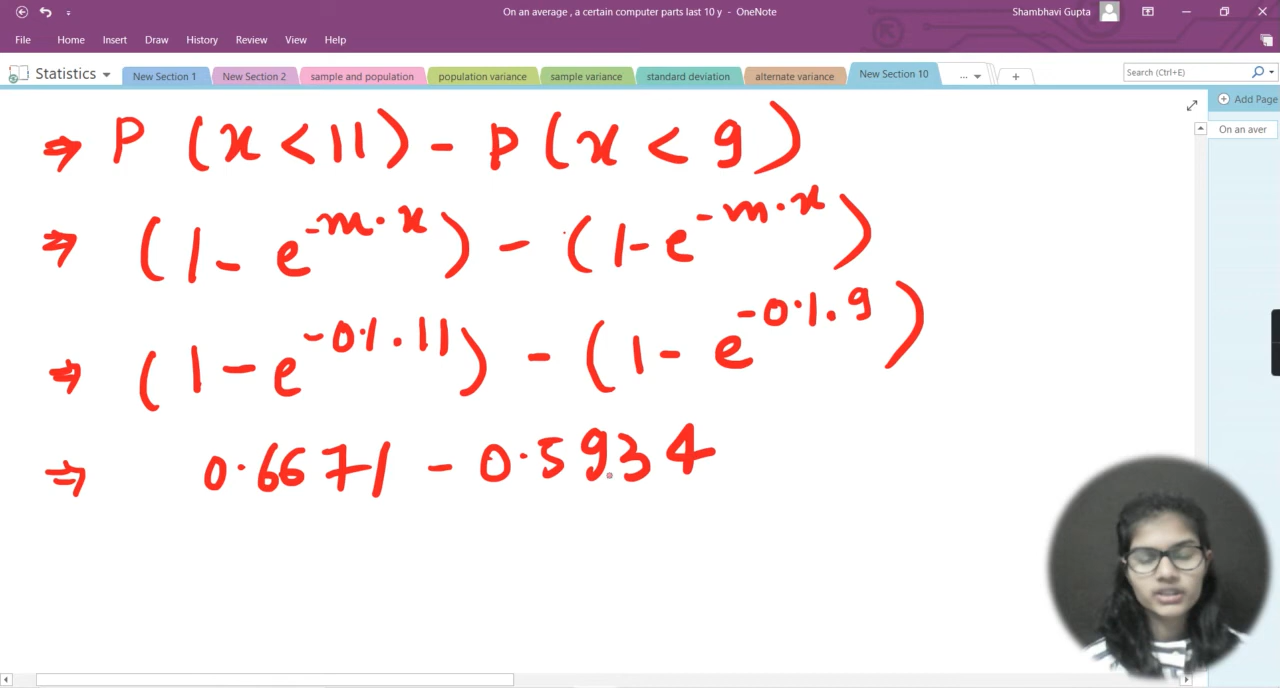 On an average , a certain computer parts last 10 y - OneNote
Shambhavi Gupta
File Home Insert Draw History Review View Help
Statistics New Section 1 New Section 2 sample and population population variance sample variance standard deviation alternate variance New Section 10 ... + Search (Ctrl+E)
Add Page
On an aver
⇒ P (x < 11) - P (x < 9)
⇒ (1 - e^{-m·x}) - (1 - e^{-m·x})
⇒ (1 - e^{-0.1·11}) - (1 - e^{-0.1·9})
⇒ 0.6671 - 0.5934